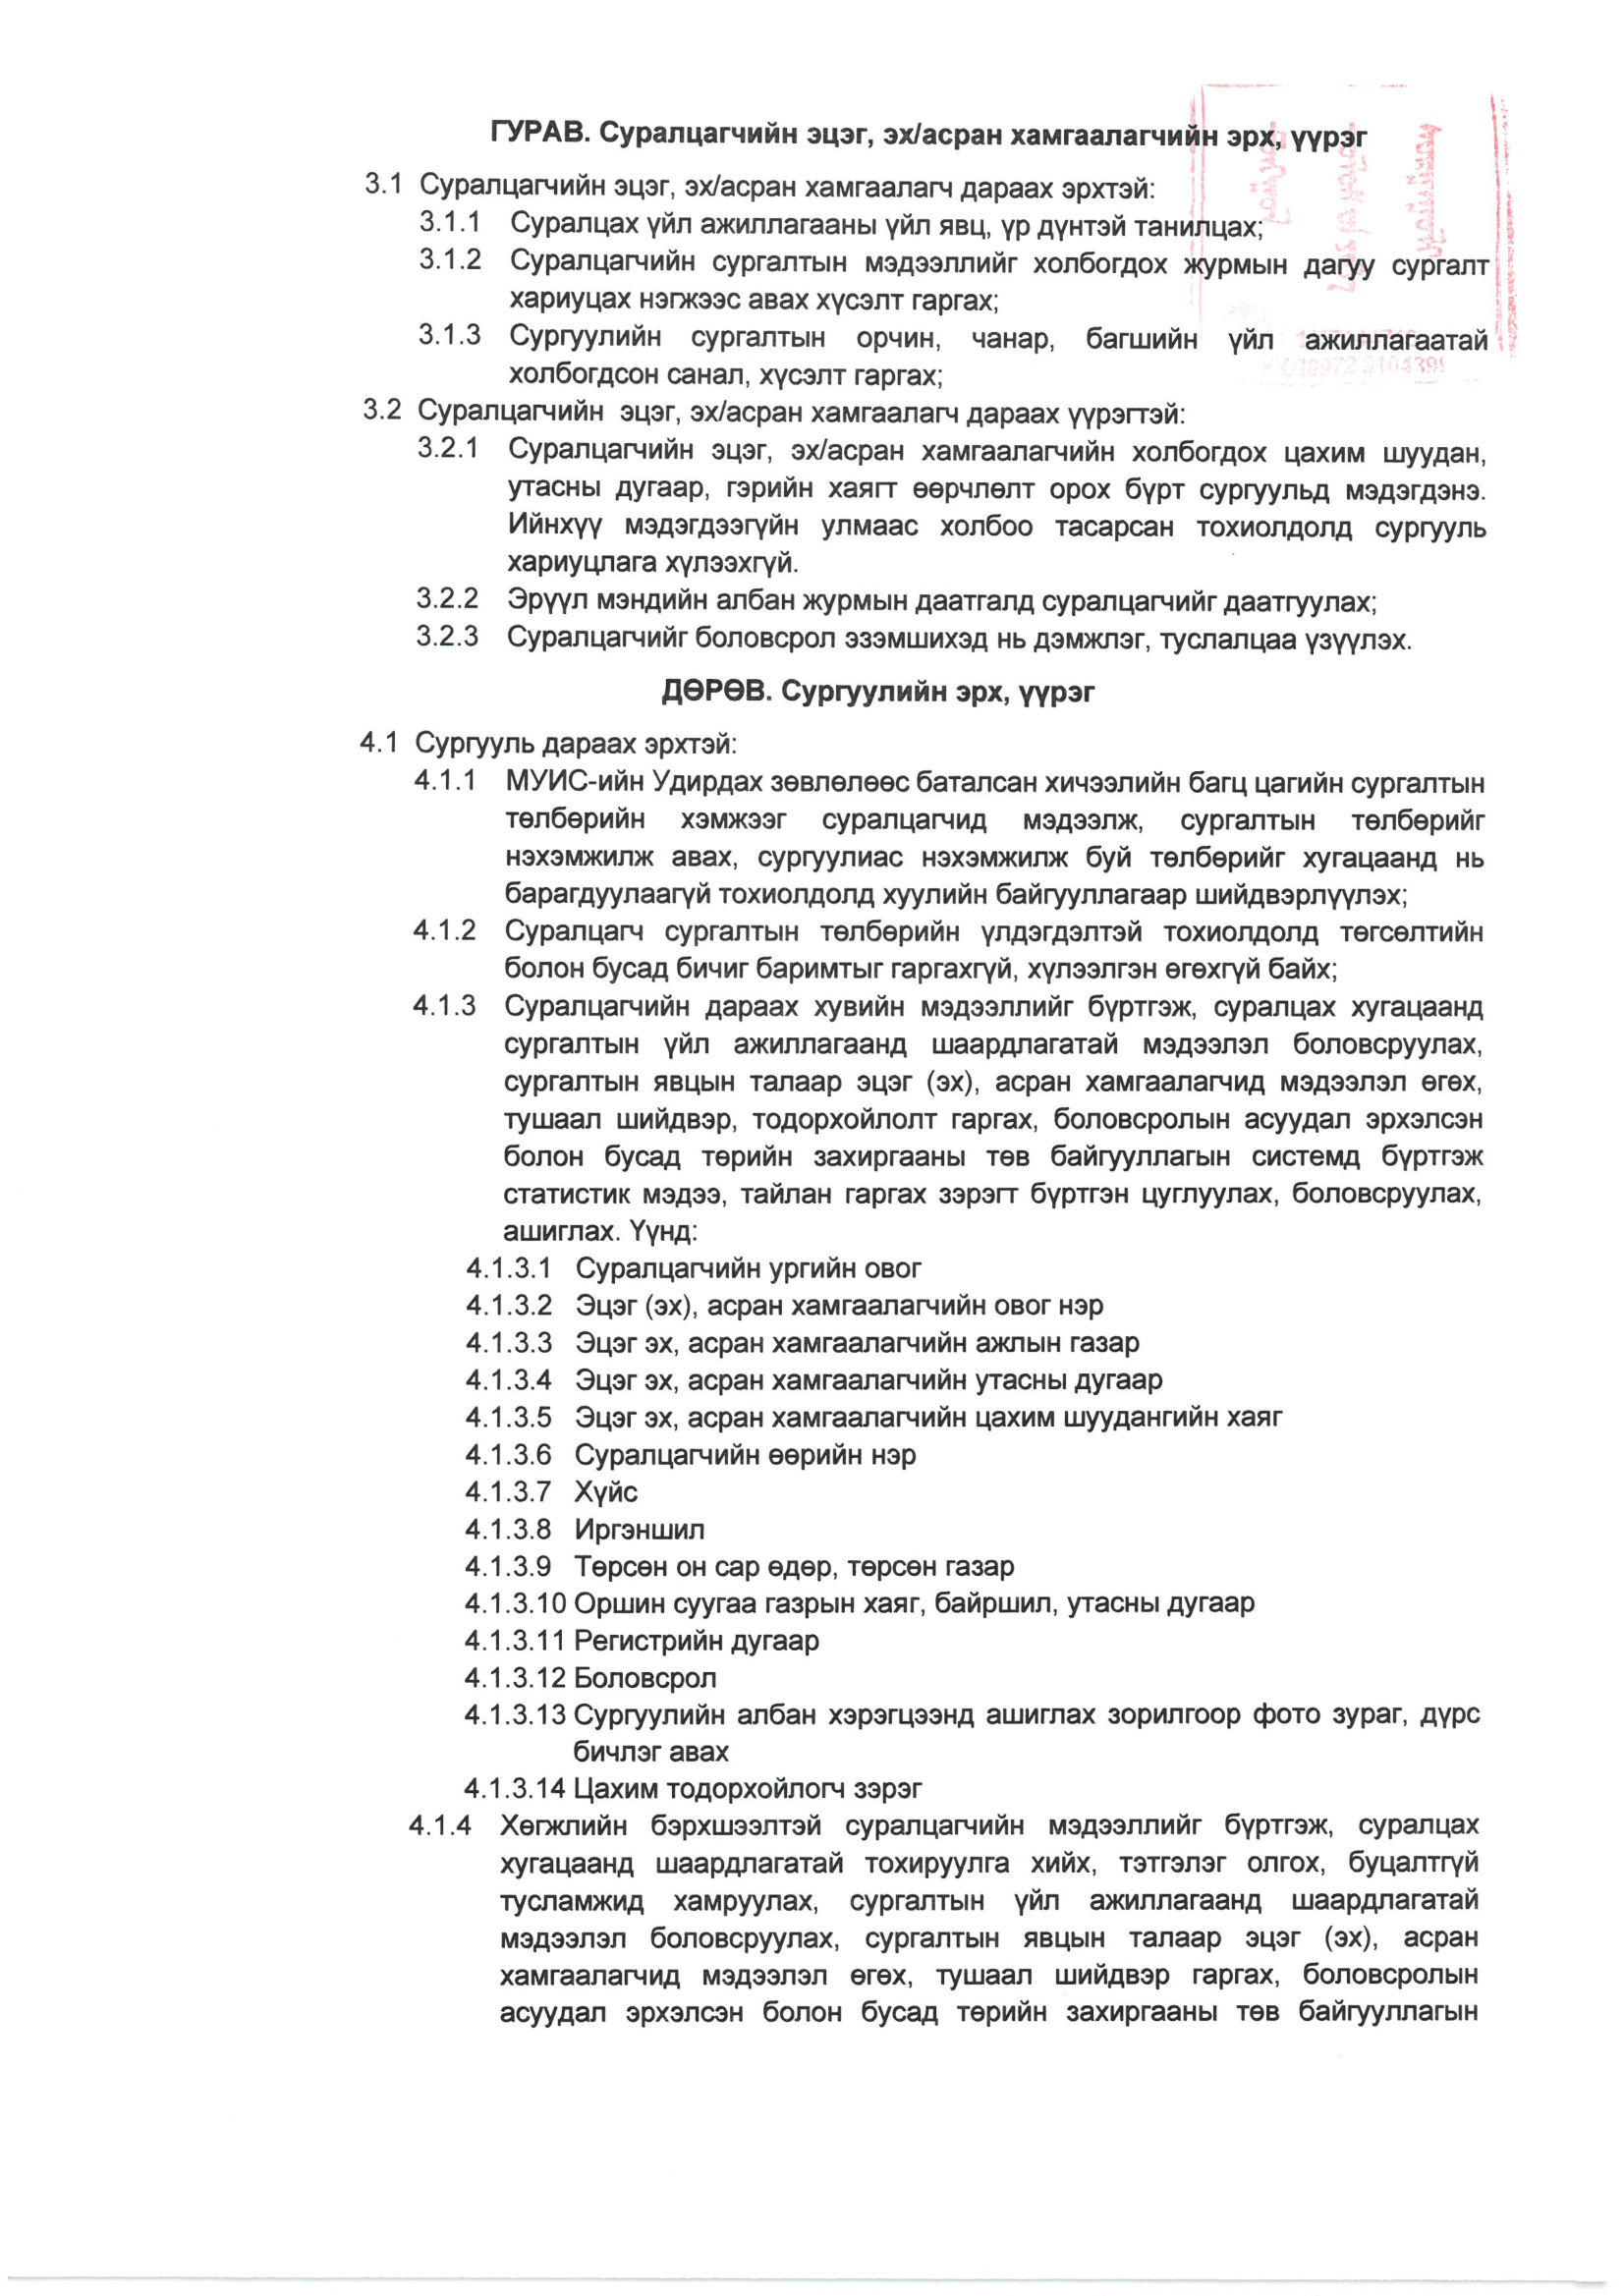 ГУРАВ. Суралцагчийн эцэг, эх/асран хамгаалагчийн эрх, үүрэг
3.1 Суралцагчийн эцэг, эх/асран хамгаалагч дараах эрхтэй:
3.1.1 Суралцах үйл ажиллагааны үйл явц, үр дүнтэй танилцах;
3.1.2 Суралцагчийн сургалтын мэдээллийг холбогдох журмын дагуу сургалт
хариуцах нэгжээс авах хүсэлт гаргах;
3.1.3 Сургуулийн сургалтын орчин, чанар, багшийн үйл ажиллагаатай
холбогдсон санал, хүсэлт гаргах;
3.2 Суралцагчийн эцэг, эх/асран хамгаалагч дараах үүрэгтэй:
3.2.1 Суралцагчийн эцэг, эх/асран хамгаалагчийн холбогдох цахим шуудан,
утасны дугаар, гэрийн хаягт өөрчлөлт орох бүрт сургуульд мэдэгдэнэ.
Ийнхүү мэдэгдээгүйн улмаас холбоо тасарсан тохиолдолд сургууль
хариуцлага хүлээхгүй.
3.2.2 Эрүүл мэндийн албан журмын даатгалд суралцагчийг даатгуулах;
3.2.3 Суралцагчийг боловсрол эзэмшихэд нь дэмжлэг, туслалцаа үзүүлэх.
ДӨРӨВ. Сургуулийн эрх, үүрэг
4.1 Сургууль дараах эрхтэй:
4.1.1 МУИС-ийн Удирдах зөвлөлөөс баталсан хичээлийн багц цагийн сургалтын
төлбөрийн хэмжээг суралцагчид мэдээлж, сургалтын төлбөрийг
нэхэмжилж авах, сургуулиас нэхэмжилж буй төлбөрийг хугацаанд нь
барагдуулаагүй тохиолдолд хуулийн байгууллагаар шийдвэрлүүлэх;
4.1.2 Суралцагч сургалтын төлбөрийн үлдэгдэлтэй тохиолдолд төгсөлтийн
болон бусад бичиг баримтыг гаргахгүй, хүлээлгэн өгөхгүй байх;
4.1.3 Суралцагчийн дараах хувийн мэдээллийг бүртгэж, суралцах хугацаанд
сургалтын үйл ажиллагаанд шаардлагатай мэдээлэл боловсруулах,
сургалтын явцын талаар эцэг (эх), асран хамгаалагчид мэдээлэл өгөх,
тушаал шийдвэр, тодорхойлолт гаргах, боловсролын асуудал эрхэлсэн
болон бусад төрийн захиргааны төв байгууллагын системд бүртгэж
статистик мэдээ, тайлан гаргах зэрэгт бүртгэн цуглуулах, боловсруулах,
ашиглах. Үүнд:
4.1.3.1 Суралцагчийн ургийн овог
4.1.3.2 Эцэг (эх), асран хамгаалагчийн овог нэр
4.1.3.3 Эцэг эх, асран хамгаалагчийн ажлын газар
4.1.3.4 Эцэг эх, асран хамгаалагчийн утасны дугаар
4.1.3.5 Эцэг эх, асран хамгаалагчийн цахим шуудангийн хаяг
4.1.3.6 Суралцагчийн өөрийн нэр
4.1.3.7 Хүйс
4.1.3.8 Иргэншил
4.1.3.9 Төрсөн он сар өдөр, төрсөн газар
4.1.3.10 Оршин суугаа газрын хаяг, байршил, утасны дугаар
4.1.3.11 Регистрийн дугаар
4.1.3.12 Боловсрол
4.1.3.13 Сургуулийн албан хэрэгцээнд ашиглах зорилгоор фото зураг, дүрс
бичлэг авах
4.1.3.14 Цахим тодорхойлогч зэрэг
4.1.4 Хөгжлийн бэрхшээлтэй суралцагчийн мэдээллийг бүртгэж, суралцах
хугацаанд шаардлагатай тохируулга хийх, тэтгэлэг олгох, буцалтгүй
тусламжид хамруулах, сургалтын үйл ажиллагаанд шаардлагатай
мэдээлэл боловсруулах, сургалтын явцын талаар эцэг (эх), асран
хамгаалагчид мэдээлэл өгөх, тушаал шийдвэр гаргах, боловсролын
асуудал эрхэлсэн болон бусад төрийн захиргааны төв байгууллагын